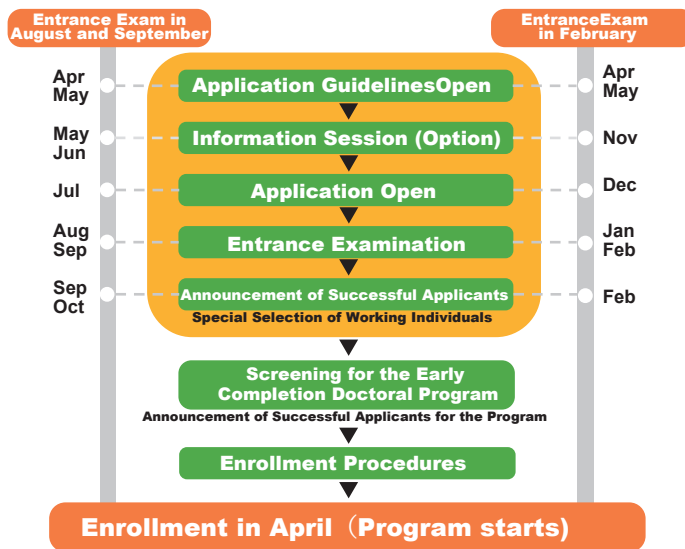 Entrance Exam in
August and September
EntranceExam
in February
Apr
May
Application GuidelinesOpen
Apr
May
May
Jun
Information Session (Option)
Nov
Jul
Application Open
Dec
Aug
Sep
Entrance Examination
Jan
Feb
Sep
Oct
Announcement of Successful Applicants
Feb
Special Selection of Working Individuals
Screening for the Early
Completion Doctoral Program
Announcement of Successful Applicants for the Program
Enrollment Procedures
Enrollment in April（Program starts)